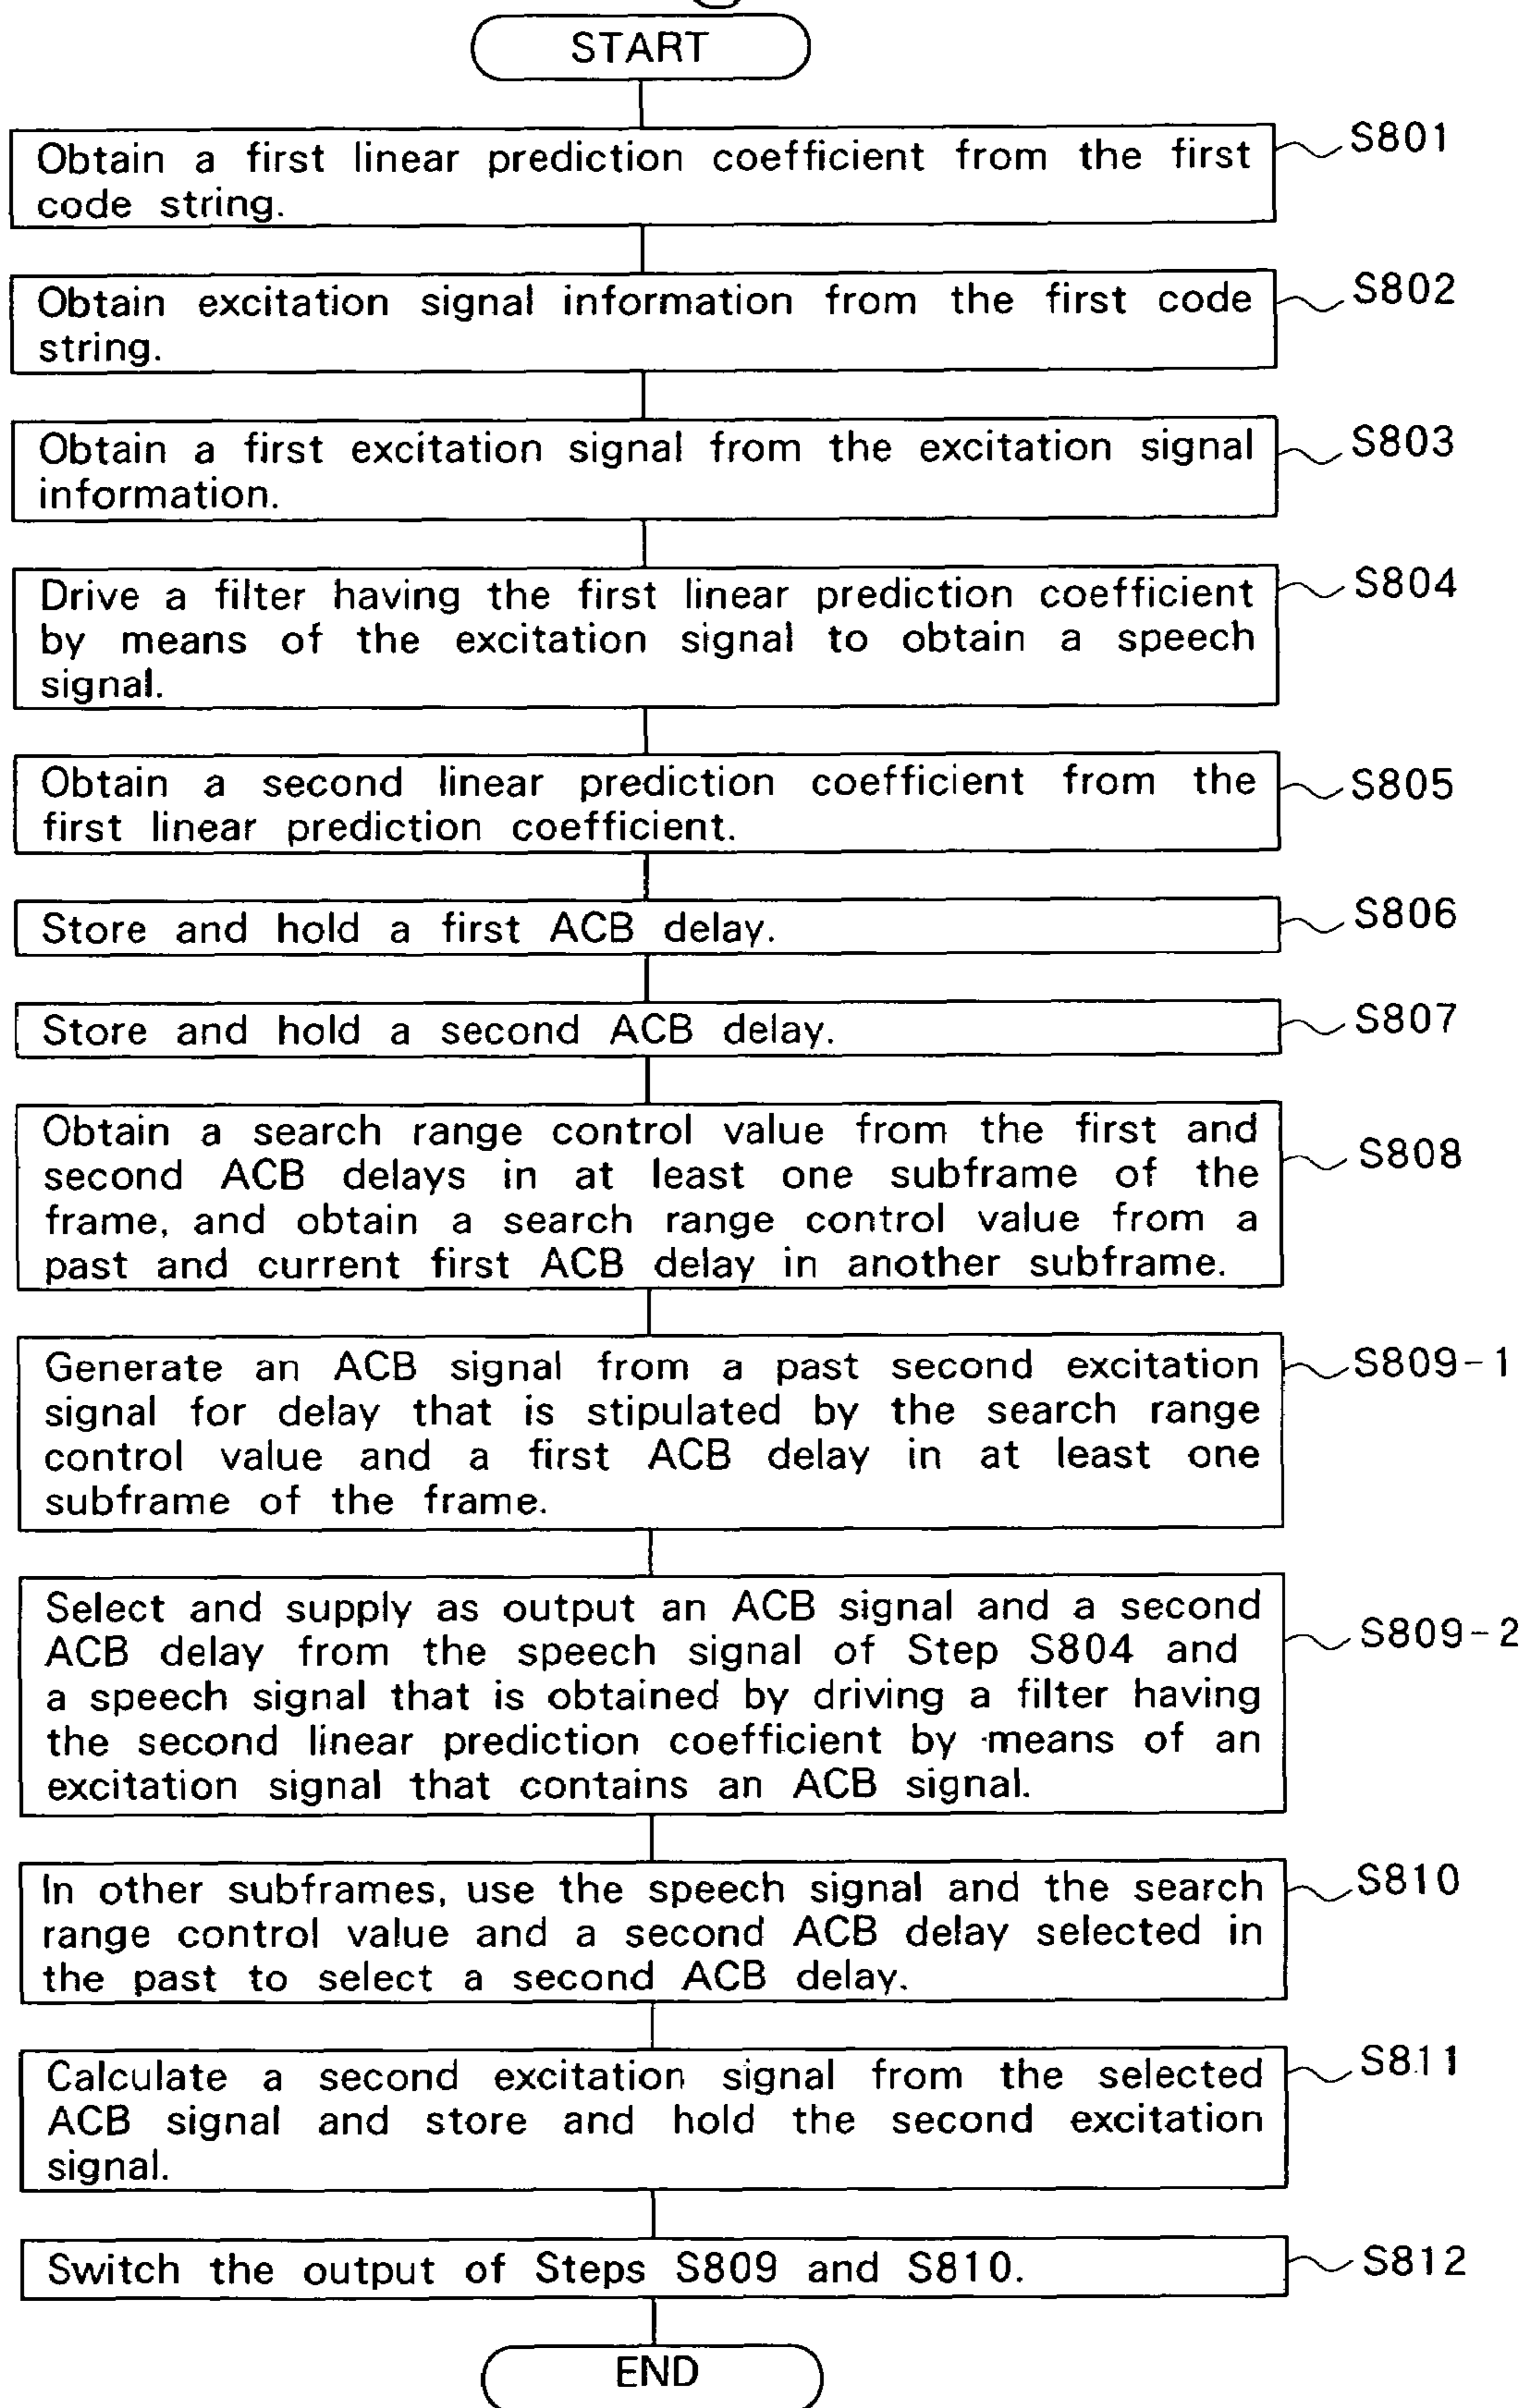 START
Obtain a first linear prediction coefficient from the first
code string.
S801
Obtain excitation signal information from the first code
string.
S802
Obtain a first excitation signal from the excitation signal
information.
S803
Drive a filter having the first linear prediction coefficient
by means of the excitation signal to obtain a speech
signal.
S804
Obtain a second linear prediction coefficient from the
first linear prediction coefficient.
S805
Store and hold a first ACB delay.
S806
Store and hold a second ACB delay.
S807
Obtain a search range control value from the first and
second ACB delays in at least one subframe of the
frame, and obtain a search range control value from a
past and current first ACB delay in another subframe.
S808
Generate an ACB signal from a past second excitation
signal for delay that is stipulated by the search range
control value and a first ACB delay in at least one
subframe of the frame.
S809-1
Select and supply as output an ACB signal and a second
ACB delay from the speech signal of Step S804 and
a speech signal that is obtained by driving a filter having
the second linear prediction coefficient by means of an
excitation signal that contains an ACB signal.
S809-2
In other subframes, use the speech signal and the search
range control value and a second ACB delay selected in
the past to select a second ACB delay.
S810
Calculate a second excitation signal from the selected
ACB signal and store and hold the second excitation
signal.
S811
Switch the output of Steps S809 and S810.
S812
END